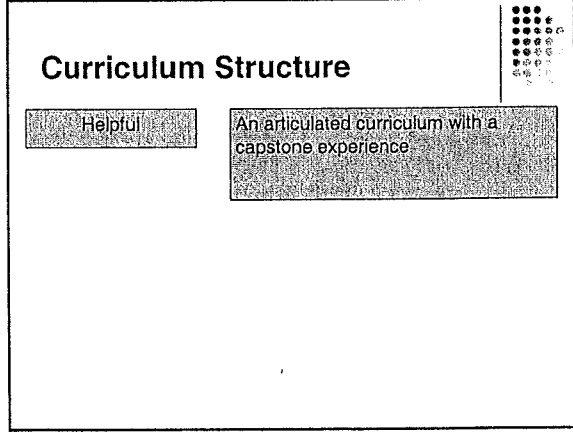 Curriculum Structure
Helpful
An articulated curriculum with a
capstone experience